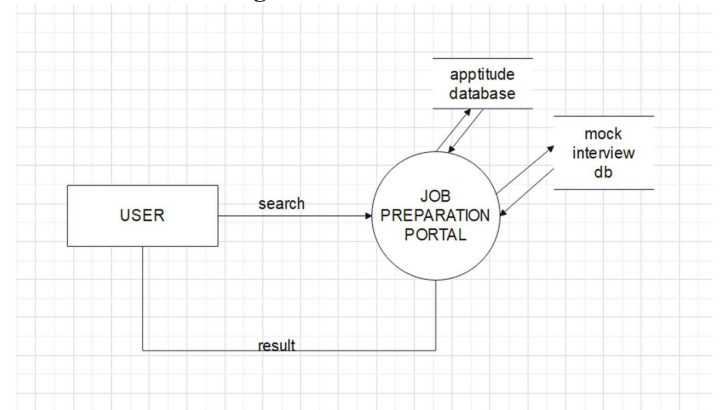 apptitude
database
mock
interview
db
USER
search
JOB
PREPARATION
PORTAL
result